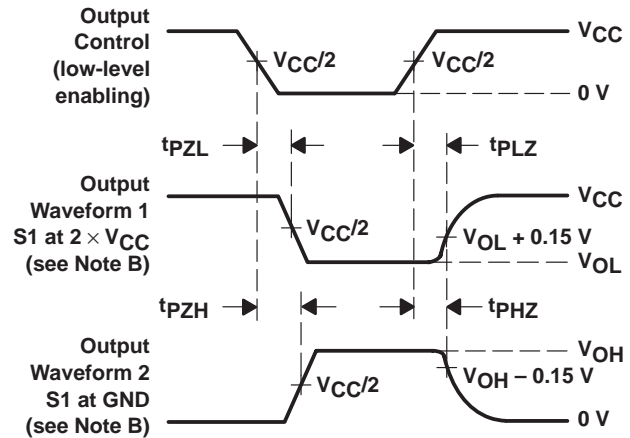 Output
Control
(low-level
enabling)
VCC/2
VCC/2
VCC
0 V
tPZL
tPLZ
Output
Waveform 1
S1 at 2 × VCC
(see Note B)
VCC/2
VCC
VOL + 0.15 V
VOL
tPZH
tPHZ
Output
Waveform 2
S1 at GND
(see Note B)
VCC/2
VOH
VOH – 0.15 V
0 V